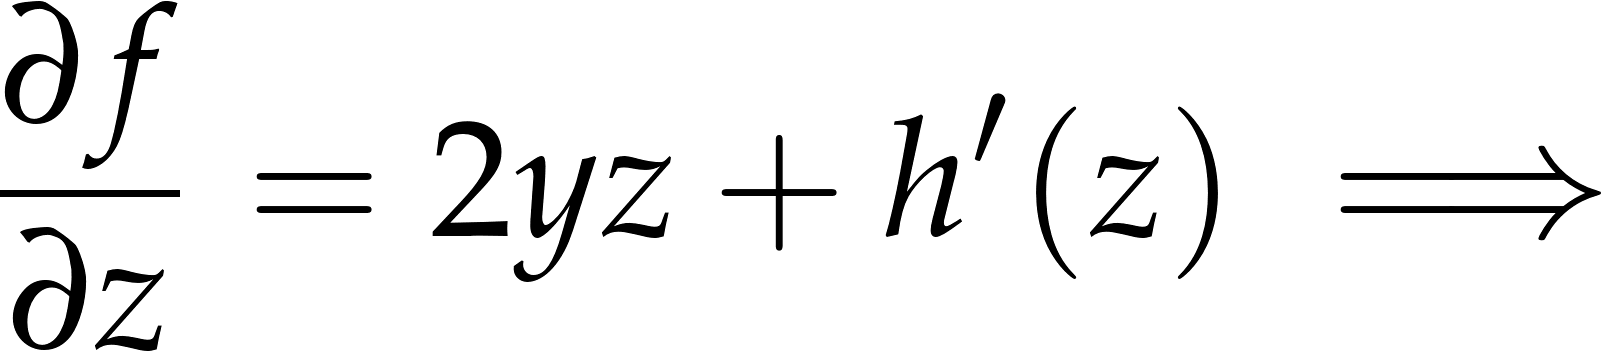 ∂f/∂z = 2yz + h′(z) ⟹